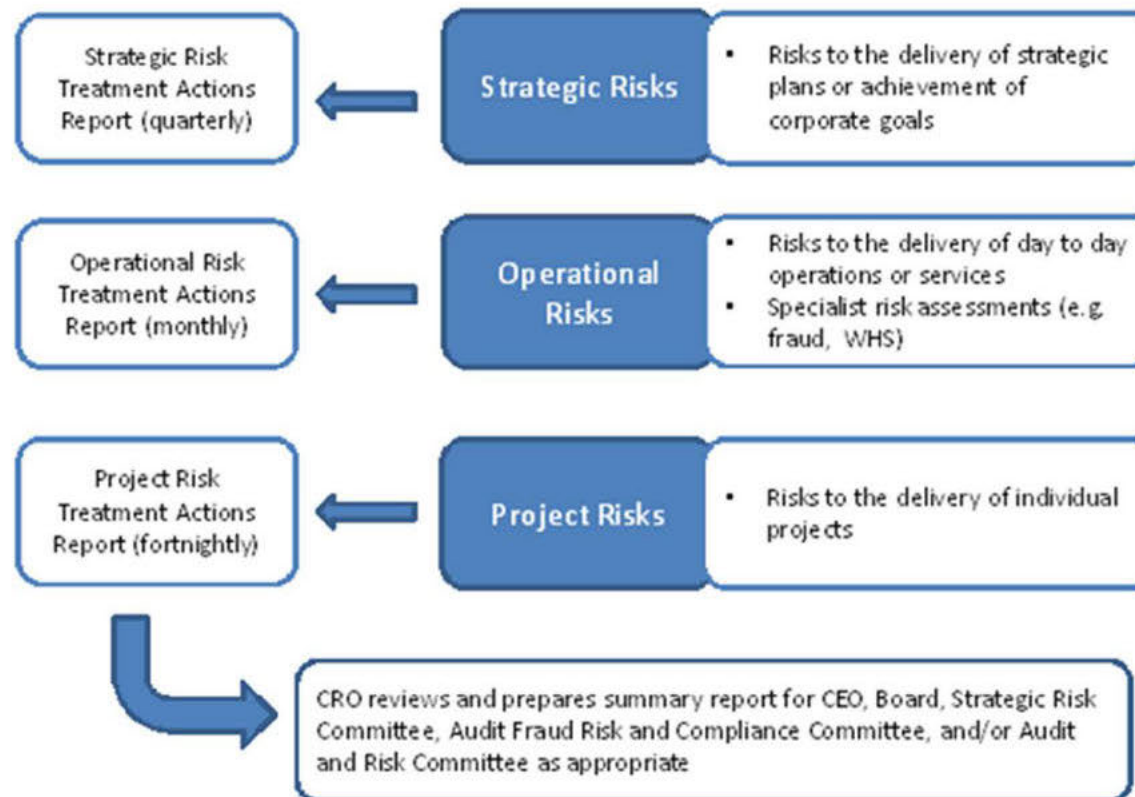 Strategic Risk
Treatment Actions
Report (quarterly)
Strategic Risks
• Risks to the delivery of strategic
plans or achievement of
corporate goals
Operational Risk
Treatment Actions
Report (monthly)
Operational
Risks
• Risks to the delivery of day to day
operations or services
• Specialist risk assessments (e.g.
fraud, WHS)
Project Risk
Treatment Actions
Report (fortnightly)
Project Risks
• Risks to the delivery of individual
projects
CRO reviews and prepares summary report for CEO, Board, Strategic Risk
Committee, Audit Fraud Risk and Compliance Committee, and/or Audit
and Risk Committee as appropriate